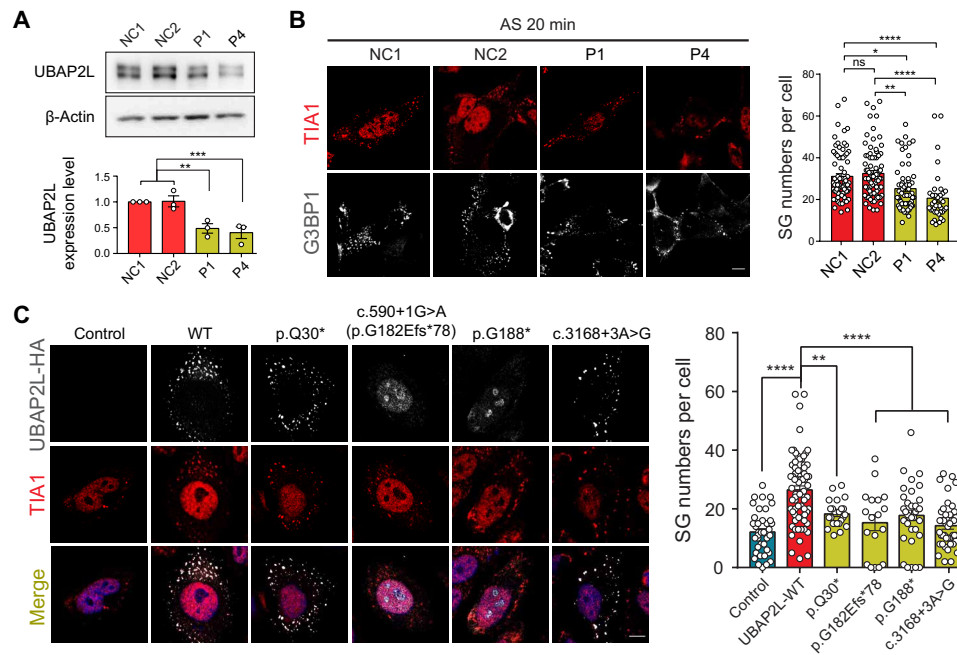 A
NC1 NC2 P1 P4
UBAP2L
β-Actin
UBAP2L
expression level
1.5
1.0
0.5
0.0
***
**
NC1 NC2 P1 P4
B
AS 20 min
NC1 NC2 P1 P4
TIA1
G3BP1
SG numbers per cell
80
60
40
20
0
****
*
ns
****
**
NC1 NC2 P1 P4
C
Control WT p.Q30* c.590+1G>A
(p.G182Efs*78) p.G188* c.3168+3A>G
UBAP2L-HA
TIA1
Merge
SG numbers per cell
80
60
40
20
0
****
**
****
Control UBAP2L-WT p.Q30* p.G182Efs*78 p.G188* c.3168+3A>G